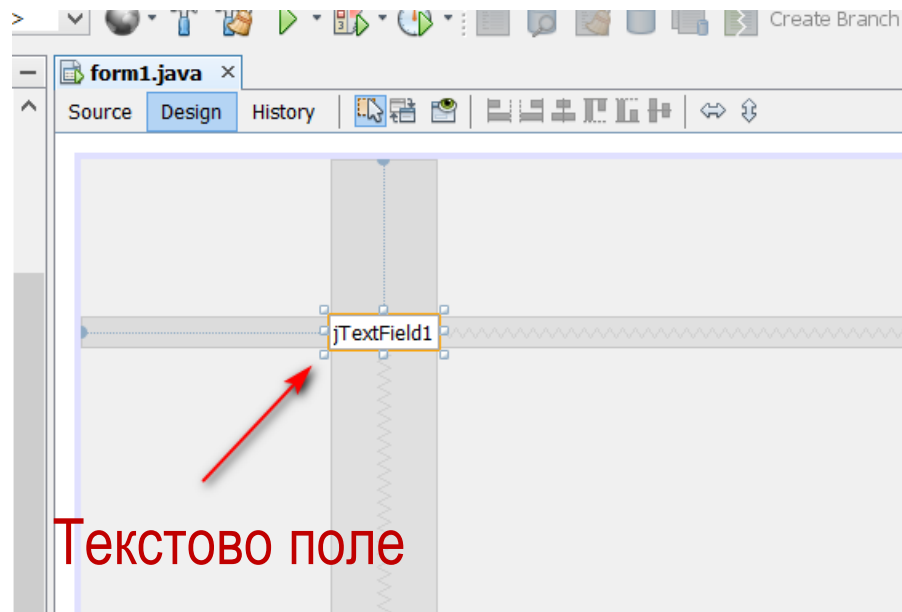 Create Branch
form1.java
Source Design History
jTextField1
Текстово поле